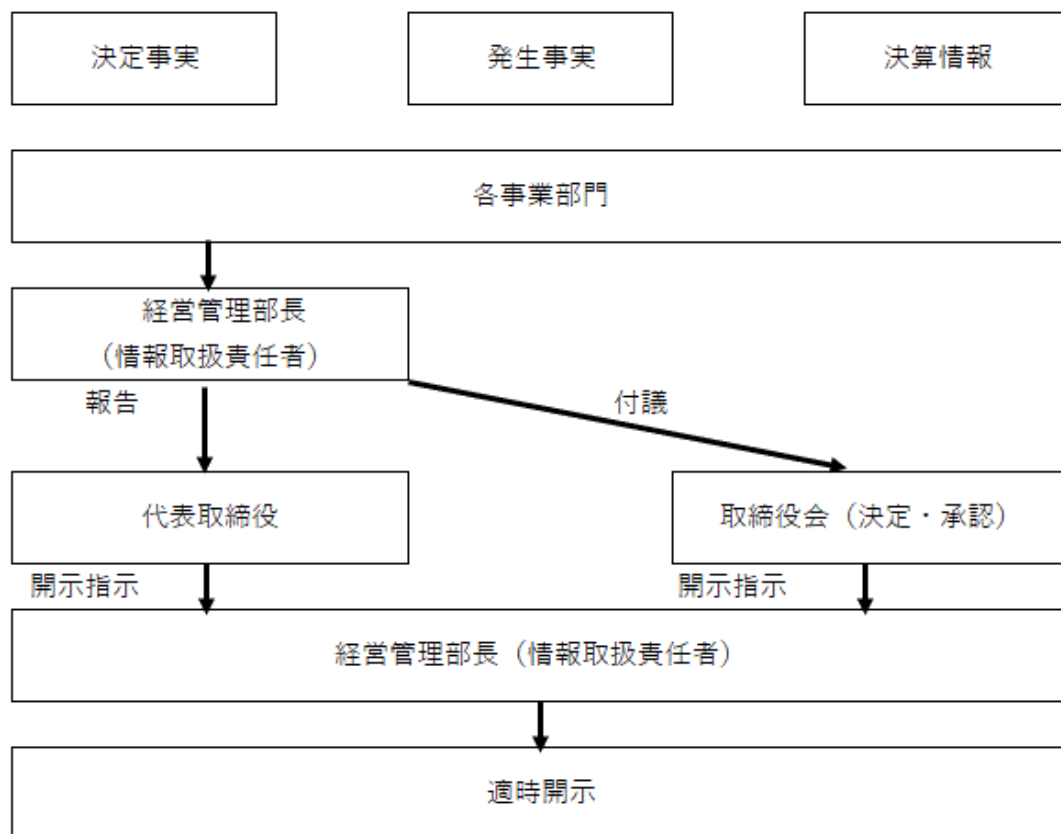 決定事実
発生事実
決算情報
各事業部門
経営管理部長
（情報取扱責任者）
報告
付議
代表取締役
取締役会（決定・承認）
開示指示
開示指示
経営管理部長（情報取扱責任者）
適時開示